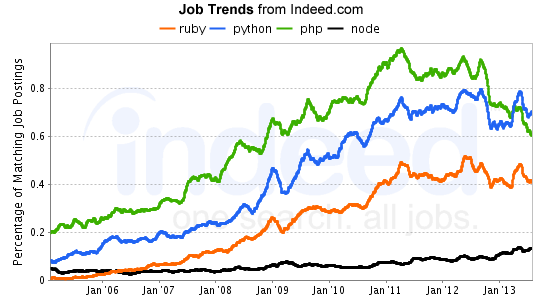 Job Trends from Indeed.com
ruby python php node
Percentage of Matching Job Postings
0.8
0.6
0.4
0.2
0
indeed
one search. all jobs.
Jan'06 Jan'07 Jan'08 Jan'09 Jan'10 Jan'11 Jan'12 Jan'13